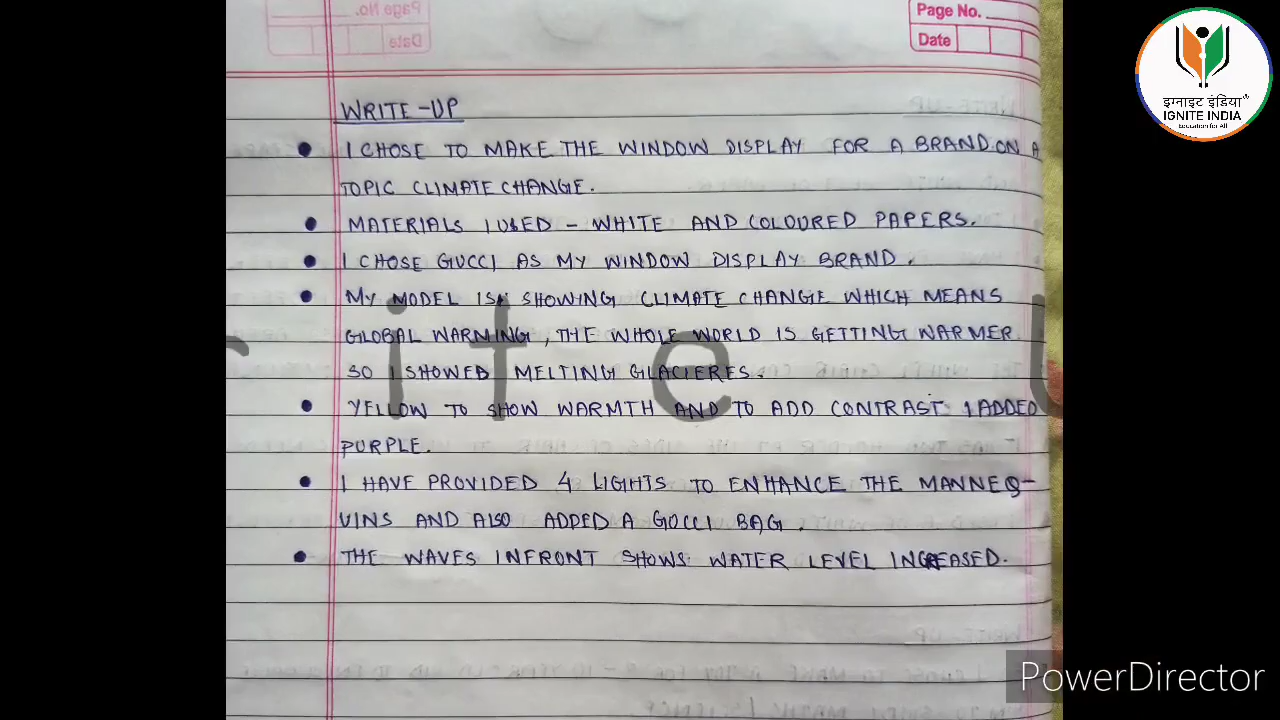 Page No.
Date
इग्नाइट इंडिया
IGNITE INDIA
Education for All
WRITE-UP
• I CHOSE TO MAKE THE WINDOW DISPLAY FOR A BRAND ON A
TOPIC CLIMATE CHANGE.
• MATERIALS I USED - WHITE AND COLOURED PAPERS.
• I CHOSE GUCCI AS MY WINDOW DISPLAY BRAND.
• MY MODEL IS SHOWING CLIMATE CHANGE WHICH MEANS
GLOBAL WARMING, THE WHOLE WORLD IS GETTING WARMER
SO I SHOWED MELTING GLACIERES.
• YELLOW TO SHOW WARMTH AND TO ADD CONTRAST I ADDED
PURPLE.
• I HAVE PROVIDED 4 LIGHTS TO ENHANCE THE MANNEQ-
UINS AND ALSO ADDED A GUCCI BAG.
• THE WAVES INFRONT SHOWS WATER LEVEL INCREASED.
r i t e U
PowerDirector